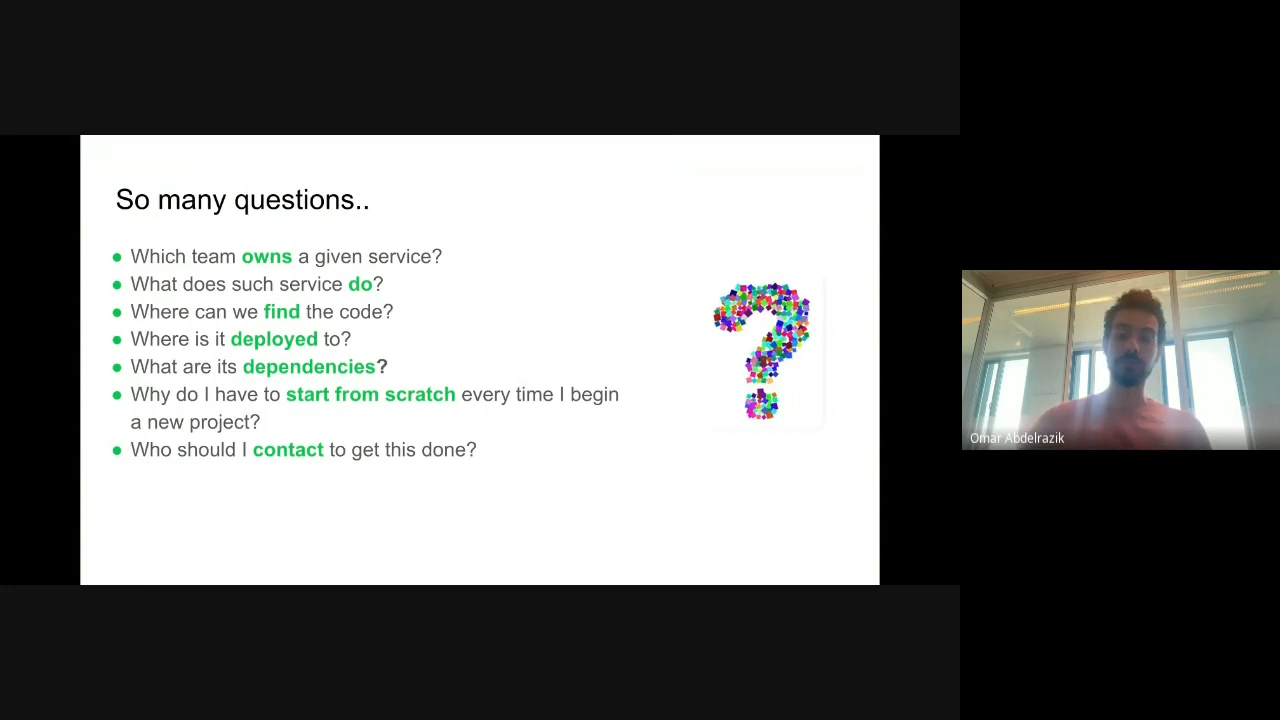 So many questions..
● Which team owns a given service?
● What does such service do?
● Where can we find the code?
● Where is it deployed to?
● What are its dependencies?
● Why do I have to start from scratch every time I begin
a new project?
● Who should I contact to get this done?
Omar Abdelrazik